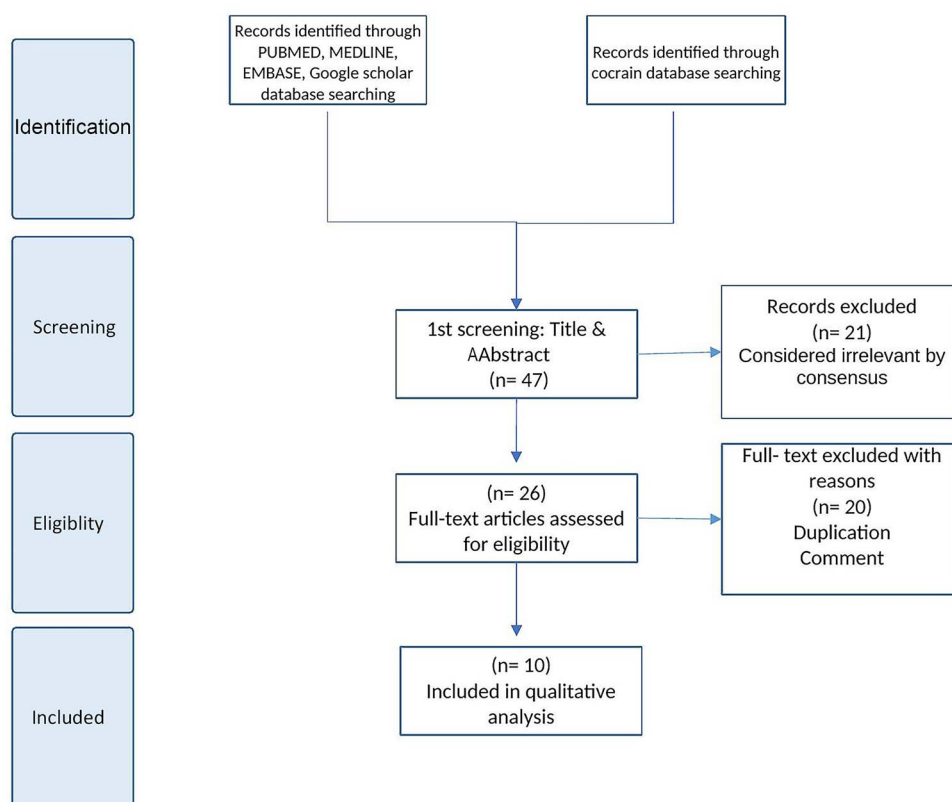 Records identified through
PUBMED, MEDLINE,
EMBASE, Google scholar
database searching
Records identified through
cocrain database searching
Identification
Screening
1st screening: Title &
AAbstract
(n= 47)
Records excluded
(n= 21)
Considered irrelevant by
consensus
Eligiblity
(n= 26)
Full-text articles assessed
for eligibility
Full- text excluded with
reasons
(n= 20)
Duplication
Comment
Included
(n= 10)
Included in qualitative
analysis